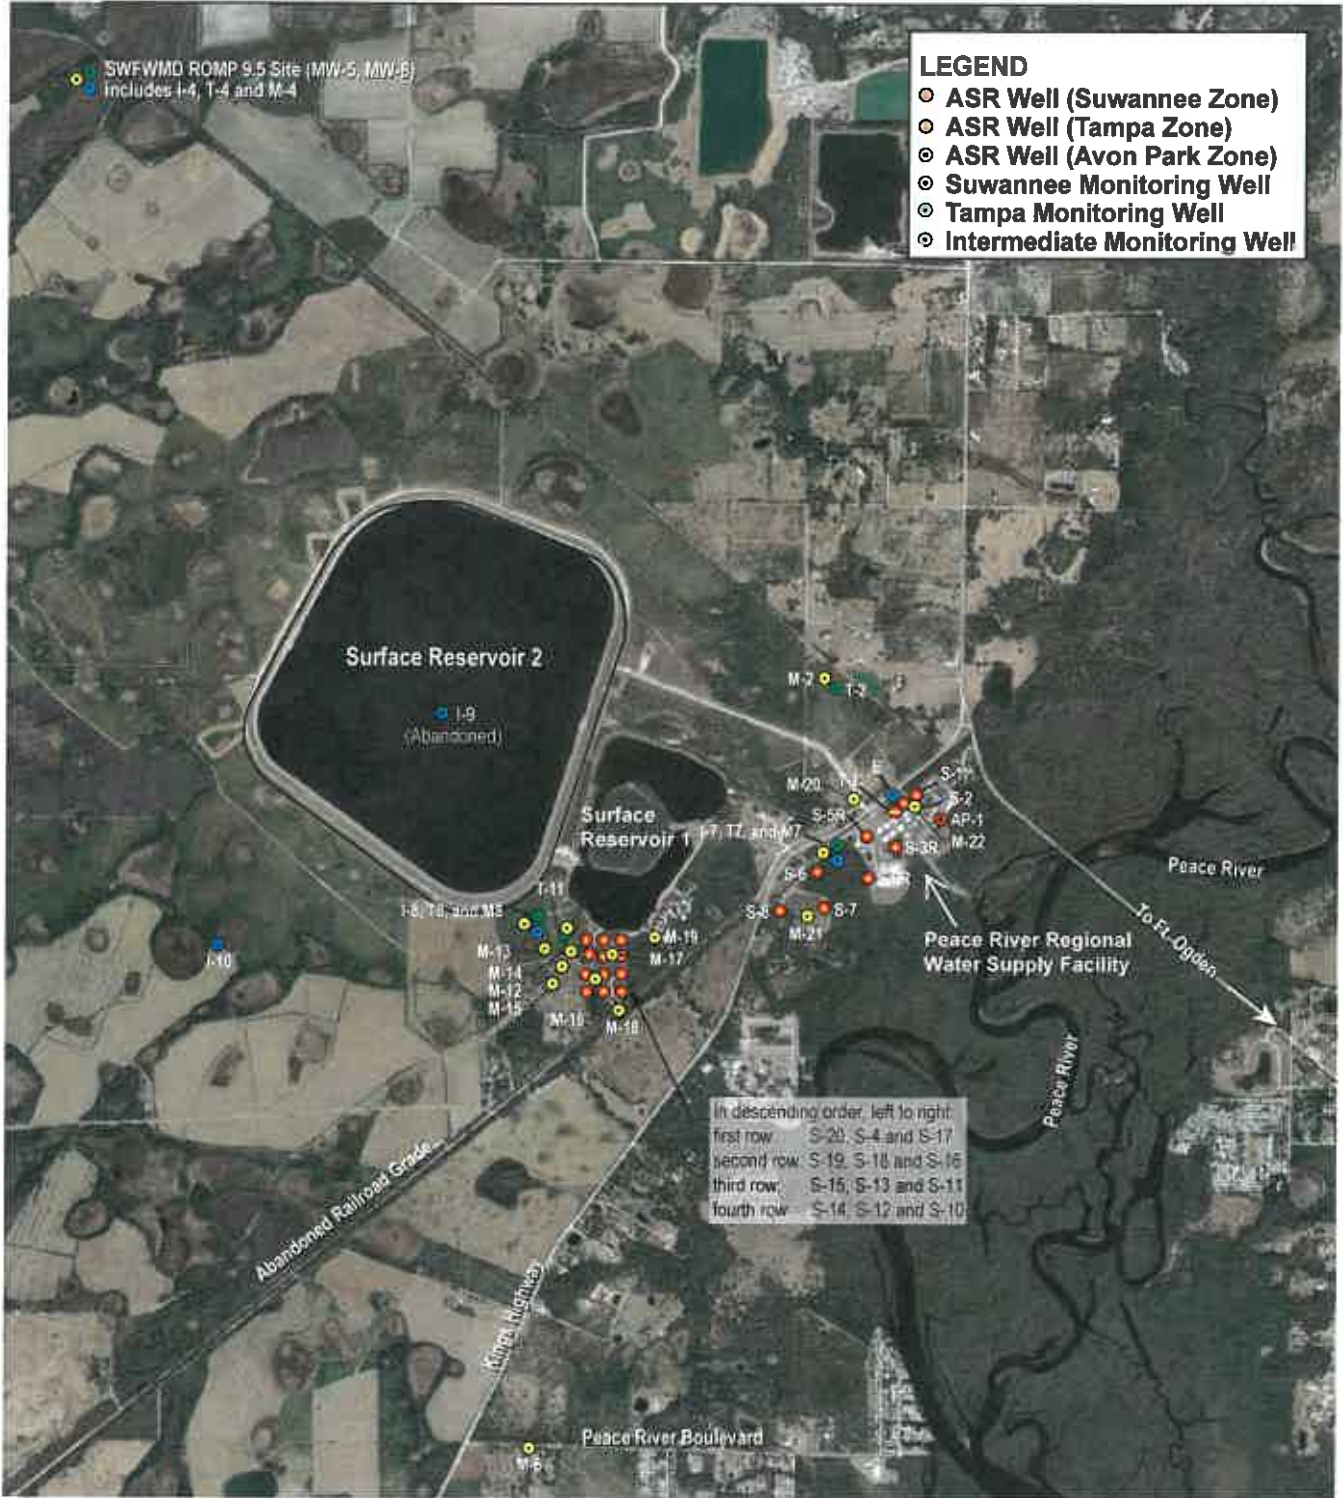 SWFWMD ROMP 9.5 Site (MW-5, MW-6)
includes I-4, T-4 and M-4
LEGEND
ASR Well (Suwannee Zone)
ASR Well (Tampa Zone)
ASR Well (Avon Park Zone)
Suwannee Monitoring Well
Tampa Monitoring Well
Intermediate Monitoring Well
Surface Reservoir 2
I-9
(Abandoned)
M-2
T-2
M-20
S-2
S-5R
AP-1
M-22
S-3R
Surface
Reservoir 1
I-7, T7, and M7
S-6
S-8
S-7
M-21
Peace River
To Ft. Ogden
Peace River Regional
Water Supply Facility
T-11
I-8, T8, and M8
M-19
M-17
M-13
M-14
M-12
M-15
M-16
M-18
I-10
Peace River
In descending order, left to right:
first row: S-20, S-4 and S-17
second row: S-19, S-18 and S-16
third row: S-15, S-13 and S-11
fourth row: S-14, S-12 and S-10
Abandoned Railroad Grade
Kings Highway
Peace River Boulevard
M-6